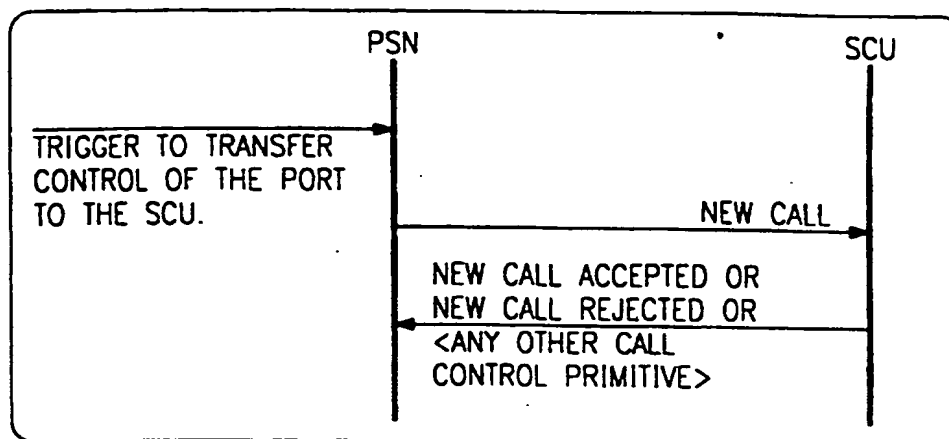 PSN
SCU
TRIGGER TO TRANSFER
CONTROL OF THE PORT
TO THE SCU.
NEW CALL
NEW CALL ACCEPTED OR
NEW CALL REJECTED OR
<ANY OTHER CALL
CONTROL PRIMITIVE>